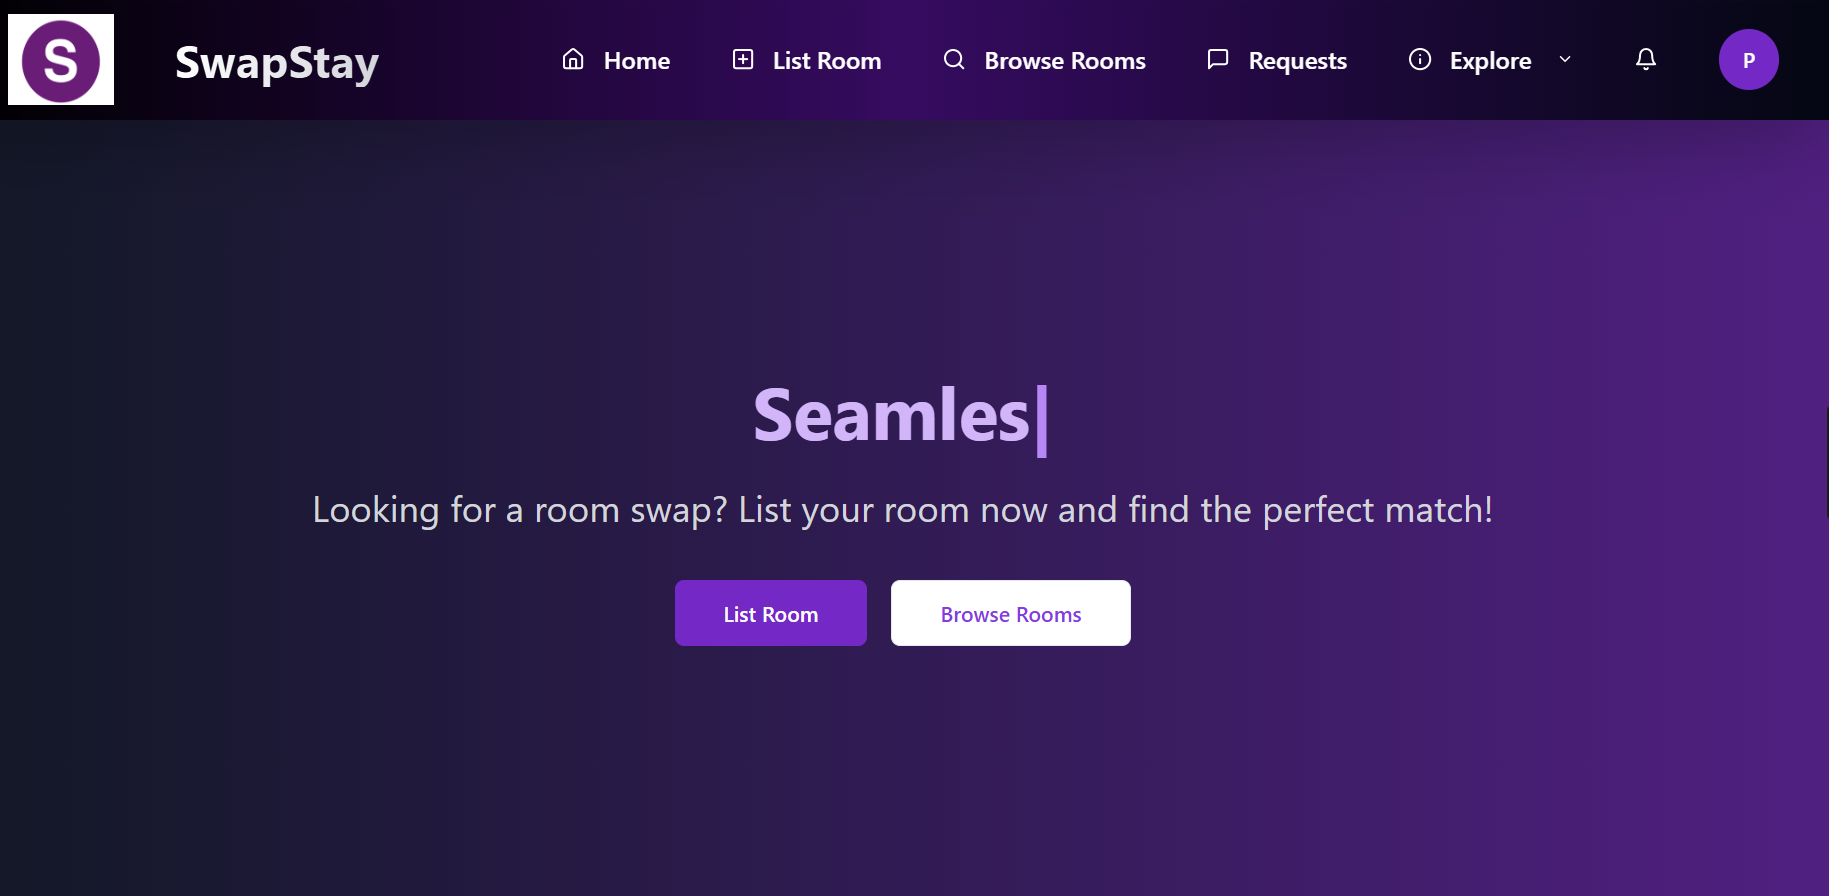 S
SwapStay
Home
List Room
Browse Rooms
Requests
Explore
P
Seamles|
Looking for a room swap? List your room now and find the perfect match!
List Room
Browse Rooms